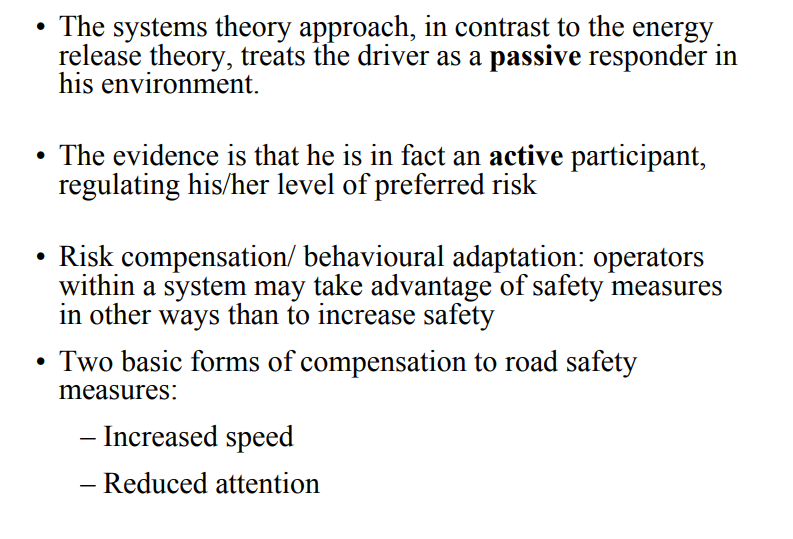 • The systems theory approach, in contrast to the energy
release theory, treats the driver as a passive responder in
his environment.
• The evidence is that he is in fact an active participant,
regulating his/her level of preferred risk
• Risk compensation/ behavioural adaptation: operators
within a system may take advantage of safety measures
in other ways than to increase safety
• Two basic forms of compensation to road safety
measures:
– Increased speed
– Reduced attention